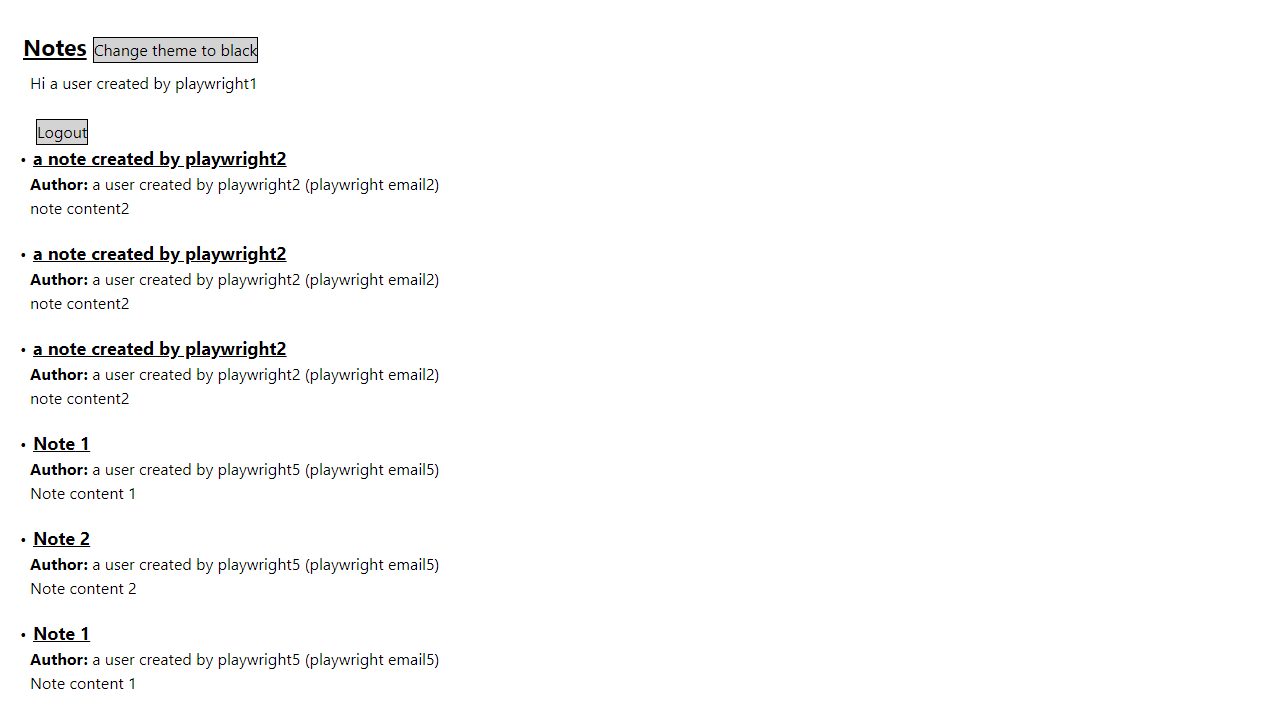 Notes Change theme to black
Hi a user created by playwright1
Logout
• a note created by playwright2
Author: a user created by playwright2 (playwright email2)
note content2
• a note created by playwright2
Author: a user created by playwright2 (playwright email2)
note content2
• a note created by playwright2
Author: a user created by playwright2 (playwright email2)
note content2
• Note 1
Author: a user created by playwright5 (playwright email5)
Note content 1
• Note 2
Author: a user created by playwright5 (playwright email5)
Note content 2
• Note 1
Author: a user created by playwright5 (playwright email5)
Note content 1